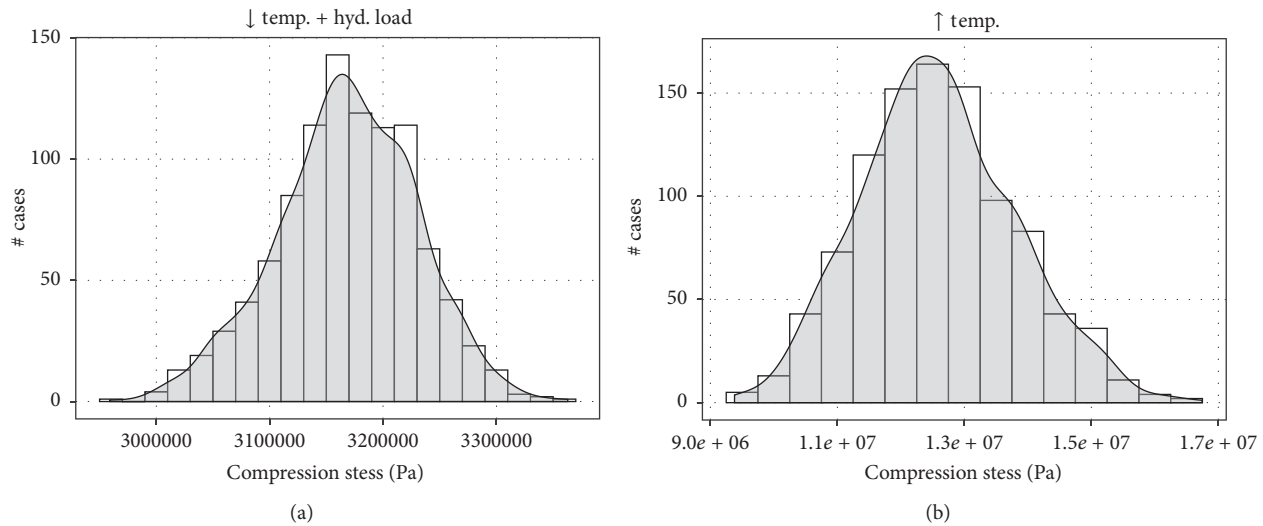 ↓ temp. + hyd. load
150
100
50
0
# cases
3000000 3100000 3200000 3300000
Compression stess (Pa)
(a)
↑ temp.
150
100
50
0
# cases
9.0e + 06 1.1e + 07 1.3e + 07 1.5e + 07 1.7e + 07
Compression stess (Pa)
(b)